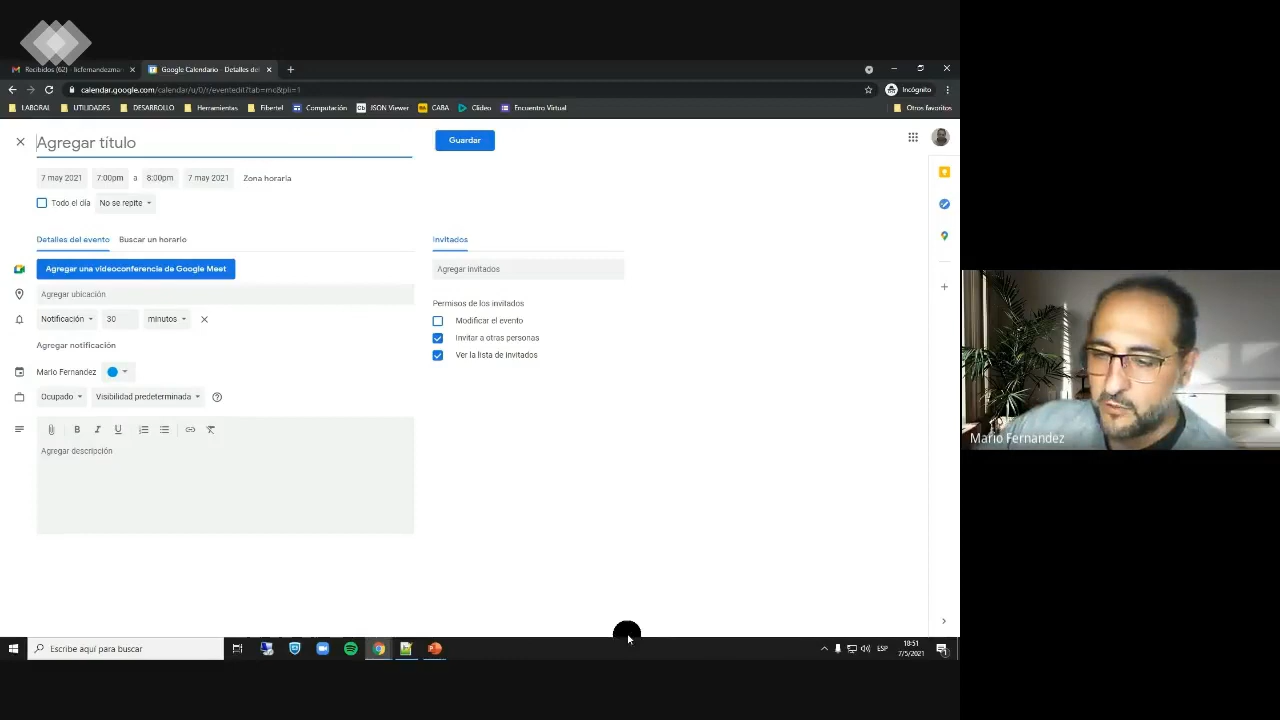 Recibidos (62) - licfernandezmar
Google Calendario - Detalles del
calendar.google.com/calendar/u/0/r/eventedit?tab=mc&pli=1
Incógnito
LABORAL UTILIDADES DESARROLLO Herramientas Fibertel Computación JSON Viewer CABA Clideo Encuentro Virtual Otros favoritos
Agregar título
Guardar
7 may 2021 7:00pm a 8:00pm 7 may 2021 Zona horaria
Todo el día No se repite
Detalles del evento Buscar un horario
Invitados
Agregar una videoconferencia de Google Meet
Agregar invitados
Agregar ubicación
Permisos de los invitados
Notificación 30 minutos
Modificar el evento
Invitar a otras personas
Agregar notificación
Ver la lista de invitados
Mario Fernandez
Ocupado Visibilidad predeterminada
B I U
Agregar descripción
Mario Fernandez
Escribe aquí para buscar
ESP
18:51
7/5/2021